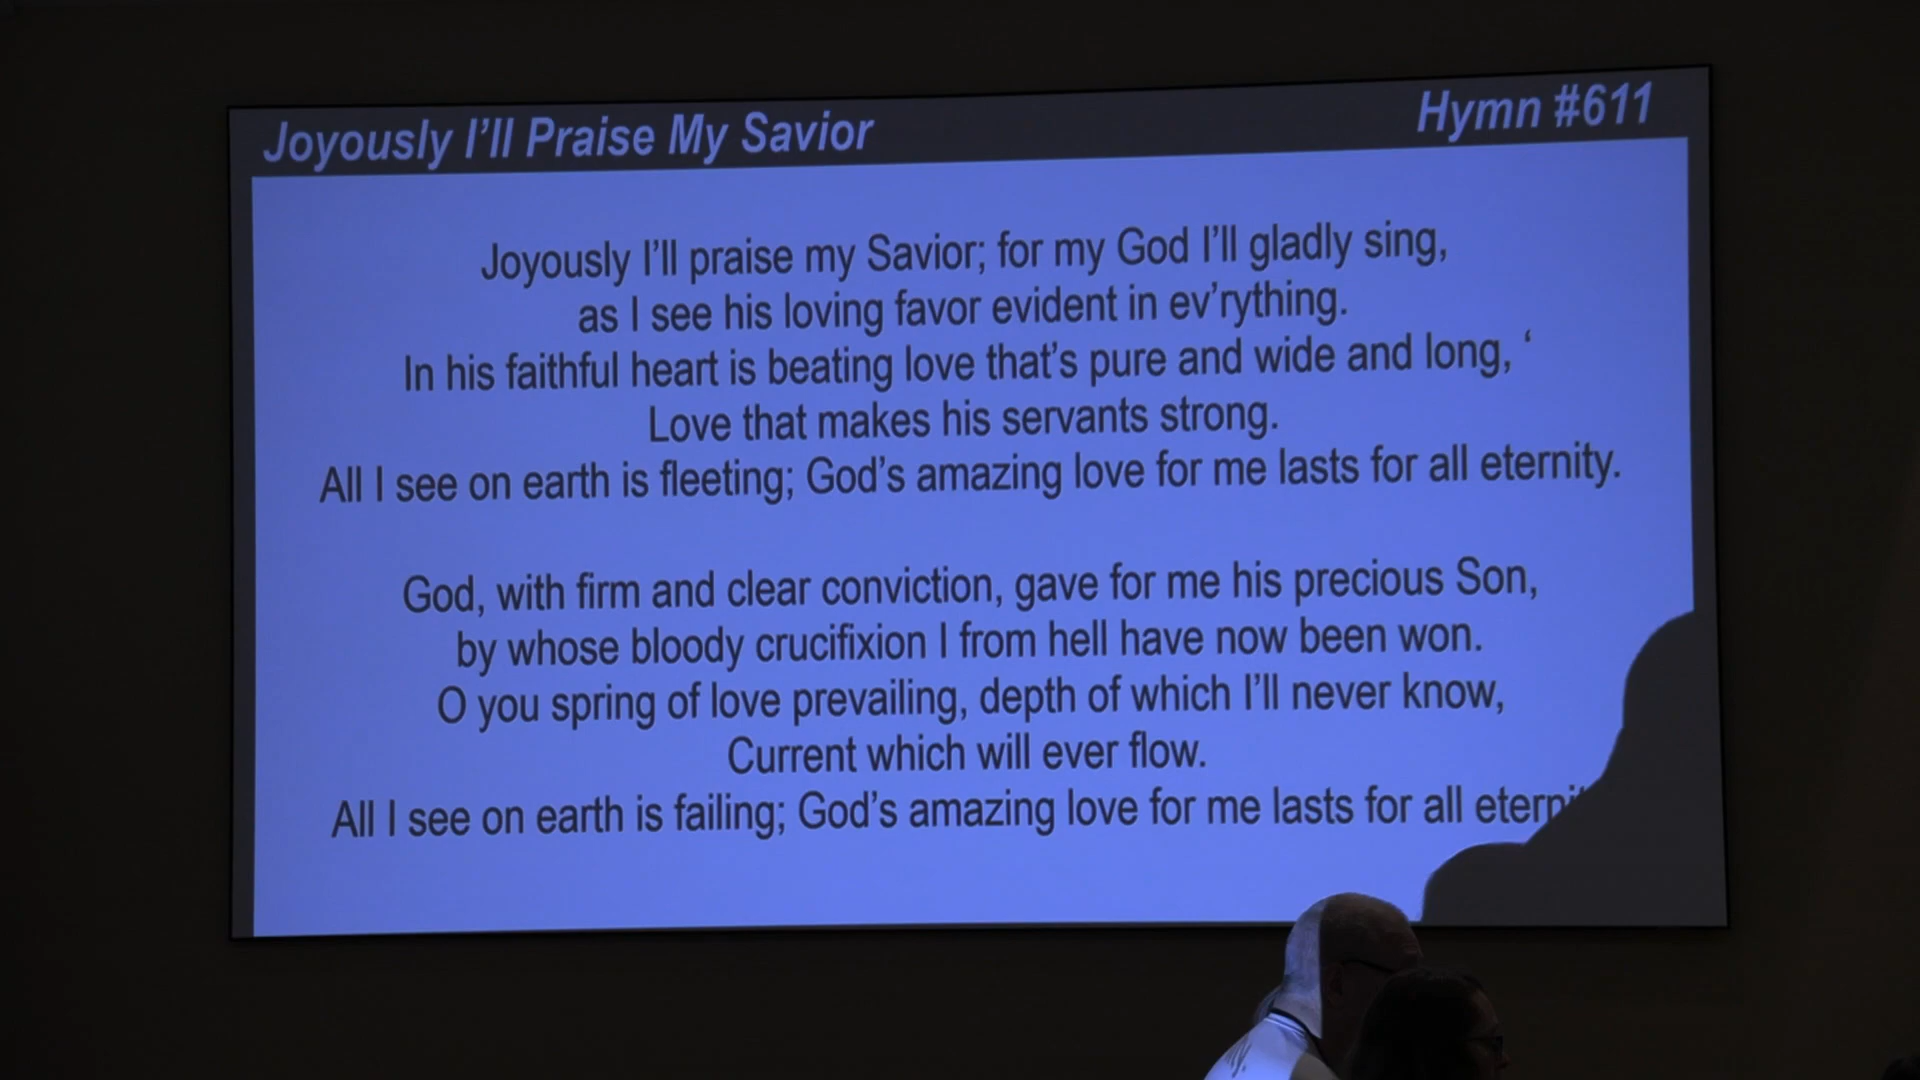 Joyously I'll Praise My Savior
Hymn #611
Joyously I'll praise my Savior; for my God I'll gladly sing,
as I see his loving favor evident in ev'rything.
In his faithful heart is beating love that's pure and wide and long, ‘
Love that makes his servants strong.
All I see on earth is fleeting; God's amazing love for me lasts for all eternity.
God, with firm and clear conviction, gave for me his precious Son,
by whose bloody crucifixion I from hell have now been won.
O you spring of love prevailing, depth of which I'll never know,
Current which will ever flow.
All I see on earth is failing; God's amazing love for me lasts for all